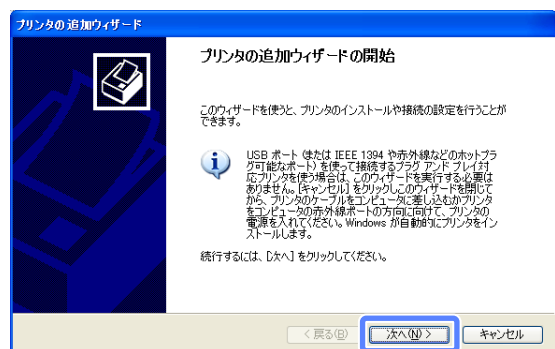 プリンタの追加ウィザード
プリンタの追加ウィザードの開始
このウィザードを使うと、プリンタのインストールや接続の設定を行うことが
できます。
USB ポート (または IEEE 1394 や赤外線などのホットプラ
グ可能なポート) を使って接続するプラグ アンド プレイ対
応プリンタを使う場合は、このウィザードを実行する必要は
ありません。[キャンセル] をクリックしこのウィザードを閉じて
から、プリンタのケーブルをコンピュータに差し込むかプリンタ
をコンピュータの赤外線ポートの方向に向けて、プリンタの
電源を入れてください。Windows が自動的にプリンタをイン
ストールします。
続行するには、[次へ] をクリックしてください。
< 戻る(B) 次へ(N) > キャンセル